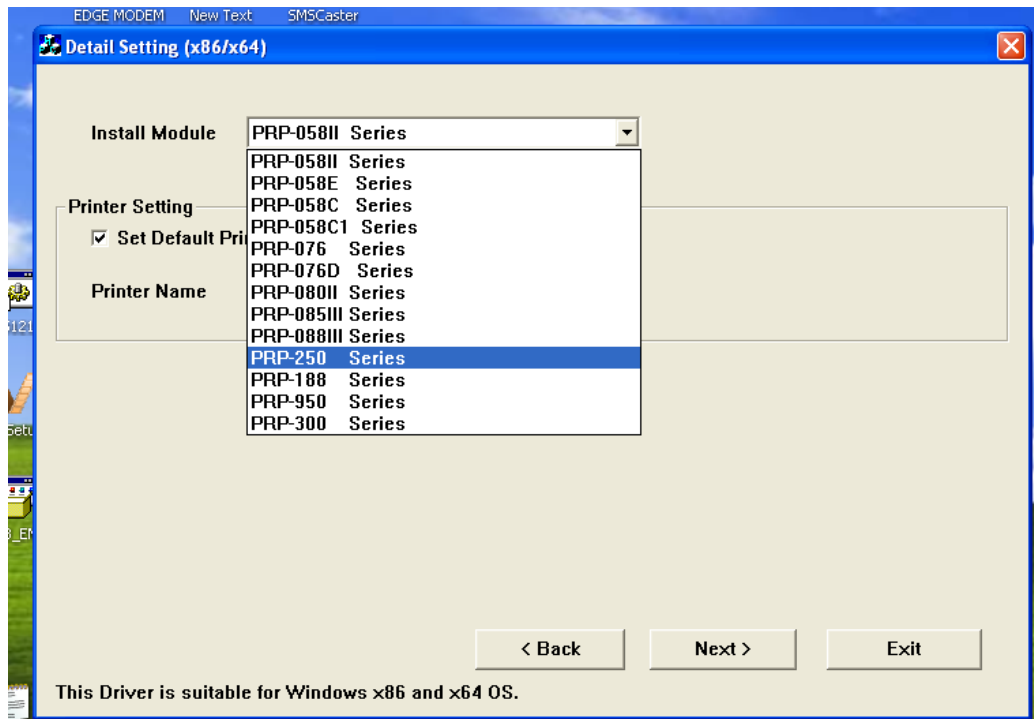 EDGE MODEM New Text SMSCaster
Detail Setting (x86/x64)
Install Module PRP-058II Series
PRP-058II Series
PRP-058E Series
PRP-058C Series
PRP-058C1 Series
PRP-076 Series
PRP-076D Series
PRP-080II Series
PRP-085III Series
PRP-088III Series
PRP-250 Series
PRP-188 Series
PRP-950 Series
PRP-300 Series
Printer Setting
Set Default Pri
Printer Name
< Back Next > Exit
This Driver is suitable for Windows x86 and x64 OS.